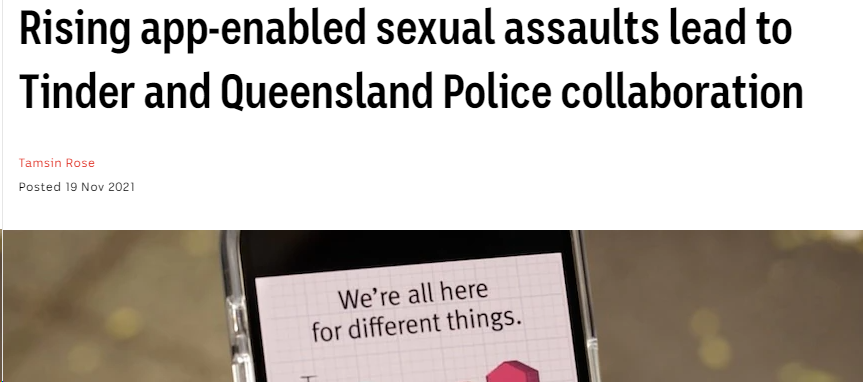 Rising app-enabled sexual assaults lead to
Tinder and Queensland Police collaboration
Tamsin Rose
Posted 19 Nov 2021
We're all here
for different things.